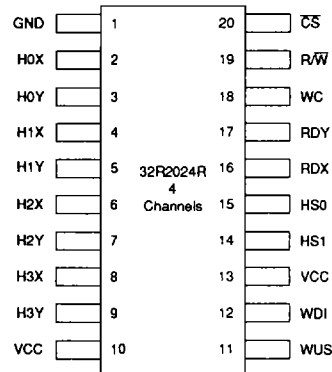 GND 1 20 C̅S̅
H0X 2 19 R/W̅
H0Y 3 18 WC
H1X 4 17 RDY
H1Y 5 16 RDX
32R2024R
4
Channels
H2X 6 15 HS0
H2Y 7 14 HS1
H3X 8 13 VCC
H3Y 9 12 WDI
VCC 10 11 WUS